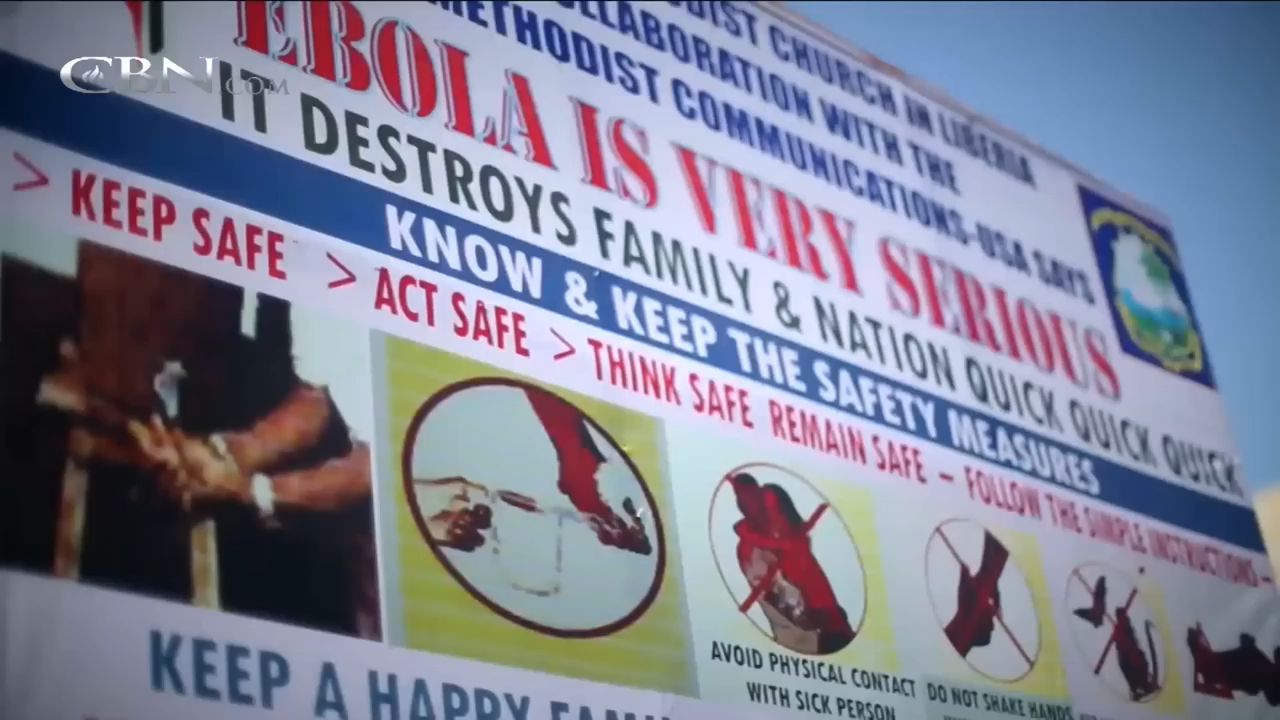 CBN.COM
ODIST CHURCH IN LIBERIA
COLLABORATION WITH THE
METHODIST COMMUNICATIONS-USA SAYS
EBOLA IS VERY SERIOUS
IT DESTROYS FAMILY & NATION QUICK QUICK QUICK
KNOW & KEEP THE SAFETY MEASURES
> KEEP SAFE > ACT SAFE > THINK SAFE REMAIN SAFE – FOLLOW THE SIMPLE INSTRUCTIONS –
AVOID PHYSICAL CONTACT
WITH SICK PERSON
DO NOT SHAKE HANDS
KEEP A HAPPY FAMI